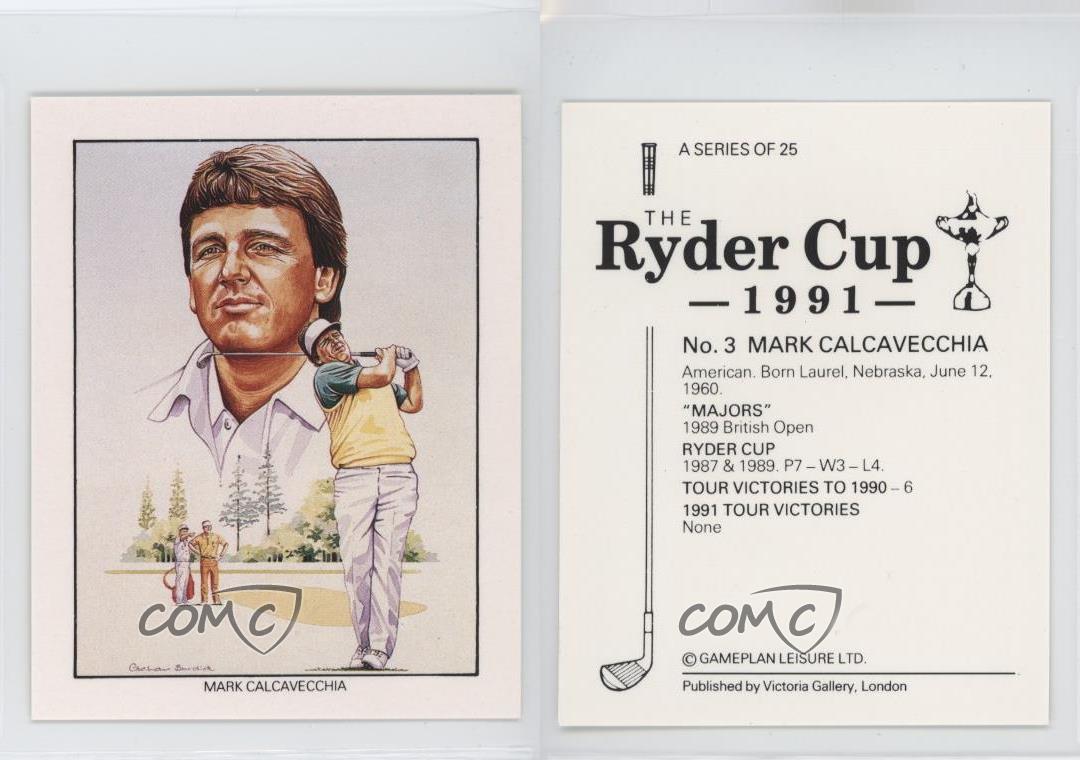 COMC
MARK CALCAVECCHIA
A SERIES OF 25
THE
Ryder Cup
— 1991 —
No. 3 MARK CALCAVECCHIA
American. Born Laurel, Nebraska, June 12,
1960.
"MAJORS"
1989 British Open
RYDER CUP
1987 & 1989. P7 – W3 – L4.
TOUR VICTORIES TO 1990 – 6
1991 TOUR VICTORIES
None
COMC
© GAMEPLAN LEISURE LTD.
Published by Victoria Gallery, London